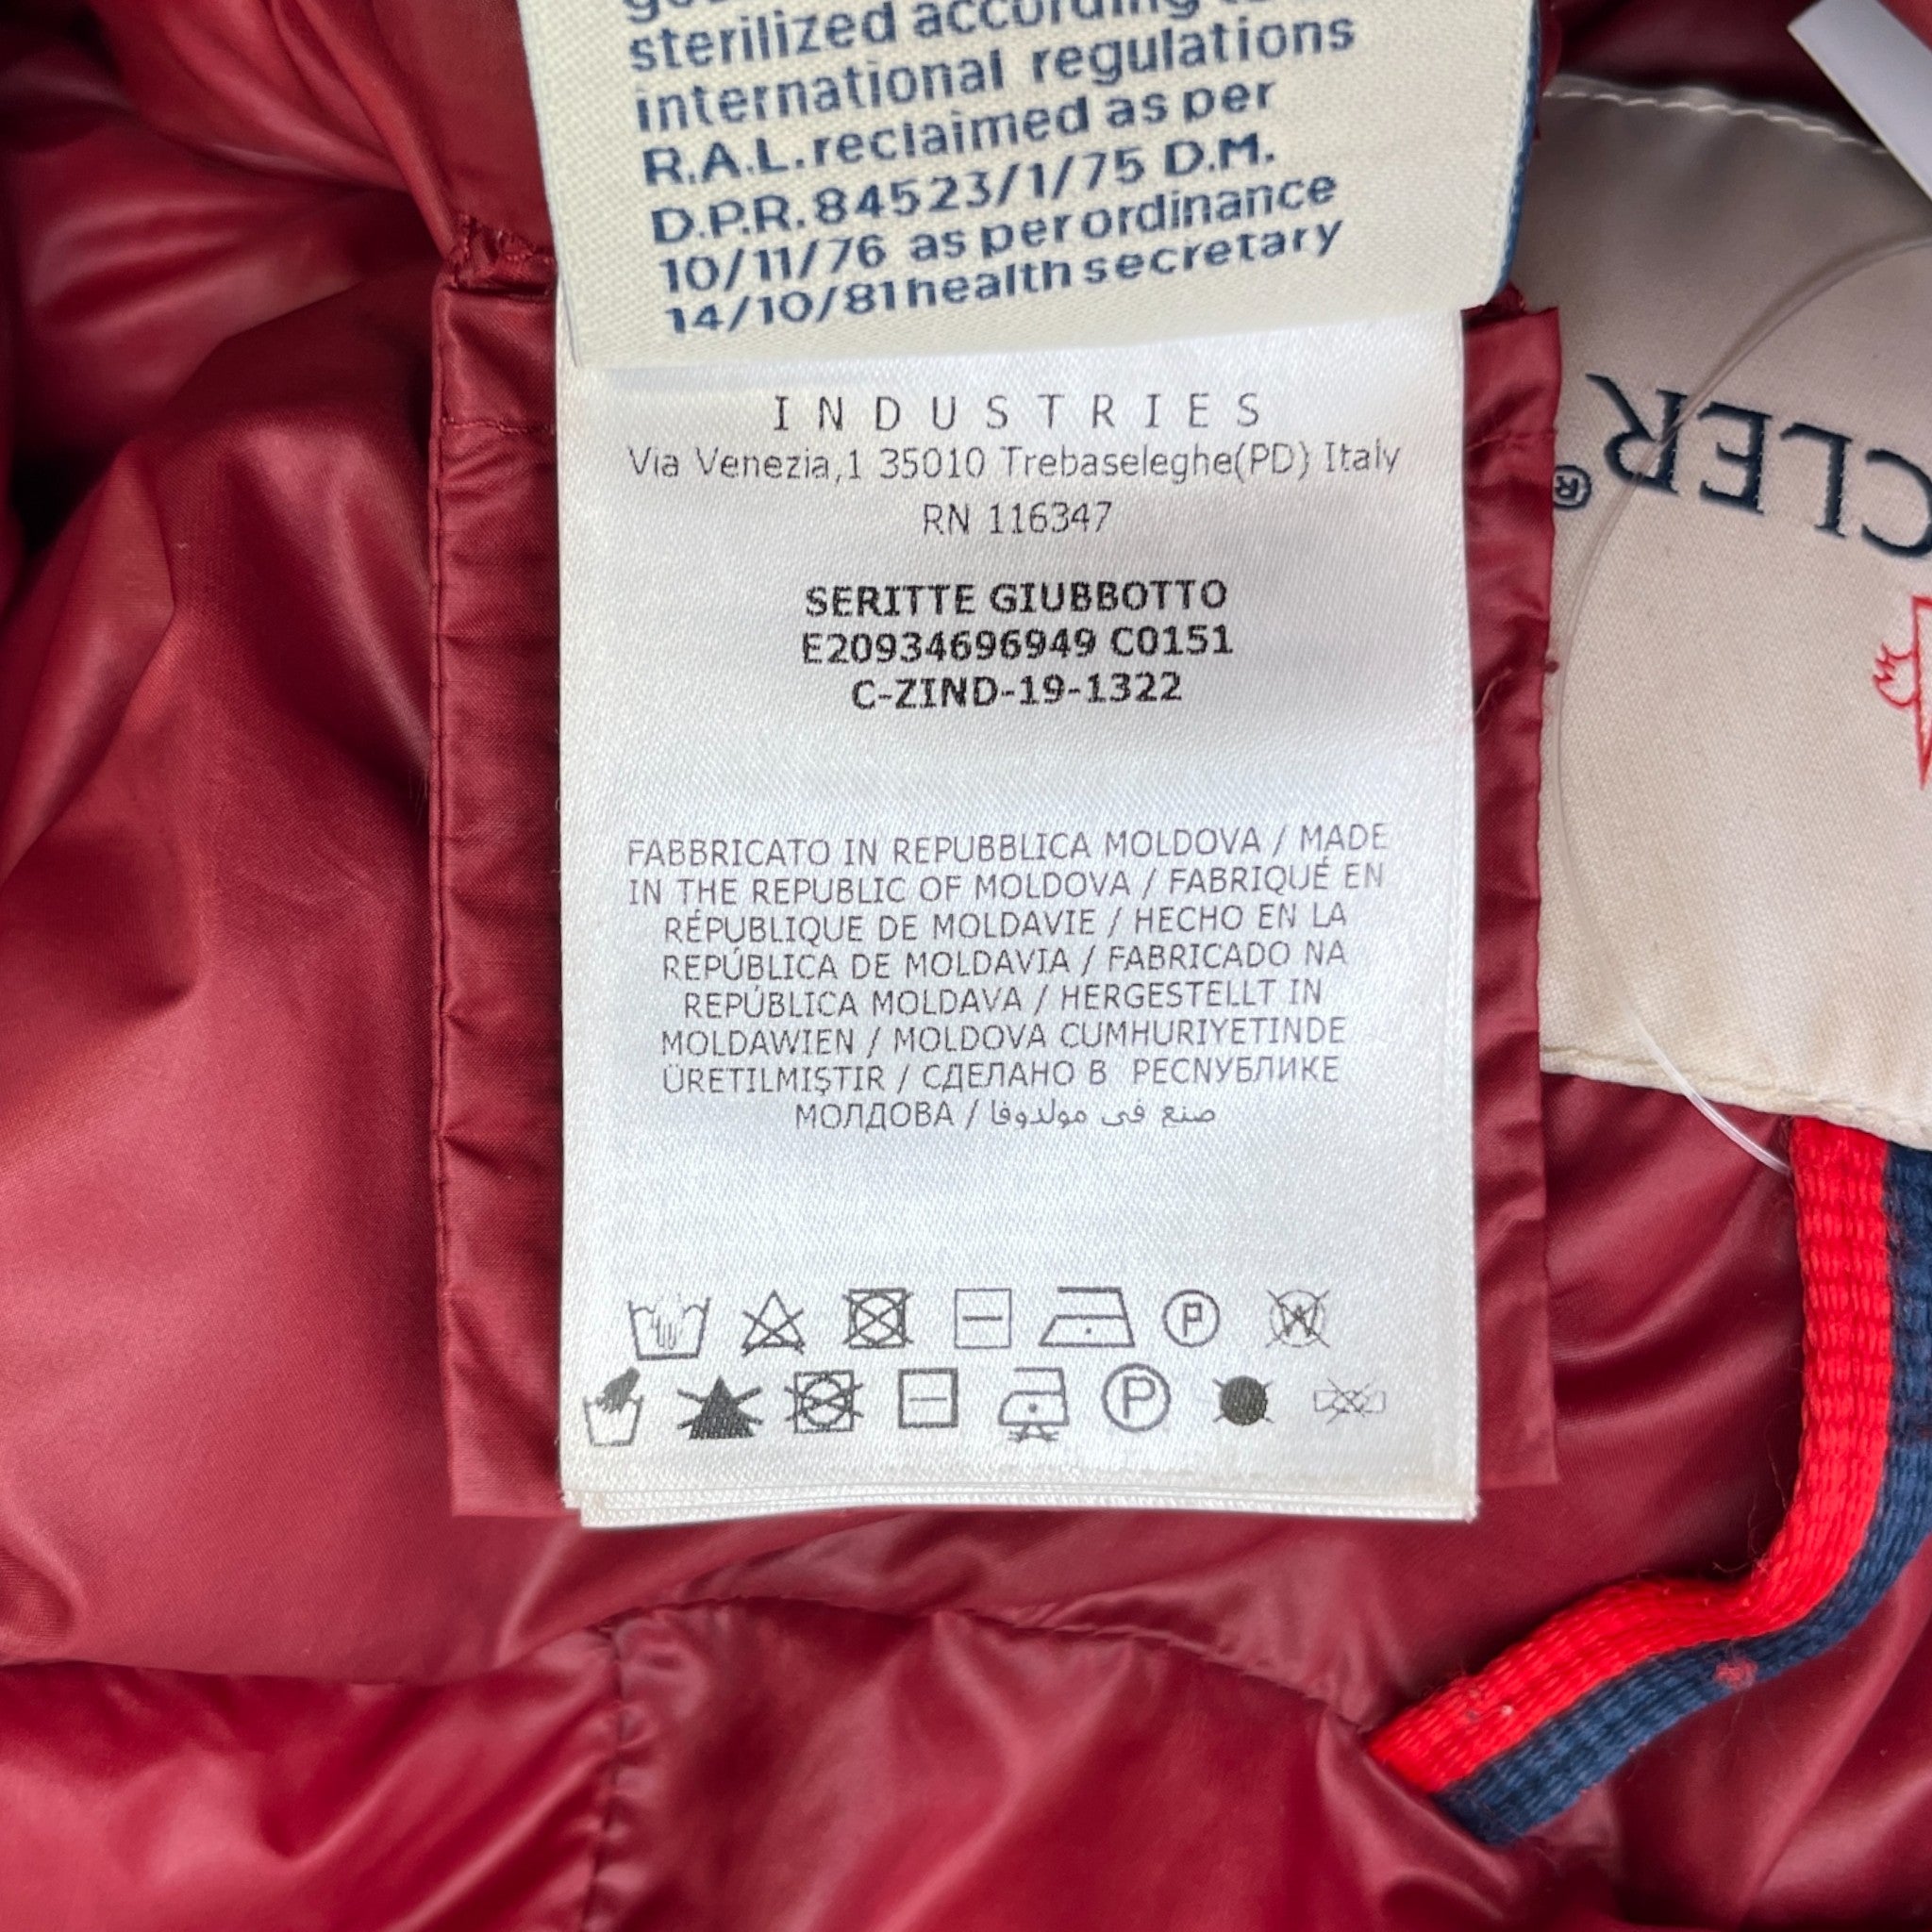 sterilized according
international regulations
R.A.L. reclaimed as per
D.P.R. 84523/1/75 D.M.
10/11/76 as per ordinance
14/10/81 health secretary
INDUSTRIES
Via Venezia,1 35010 Trebaseleghe(PD) Italy
RN 116347
SERITTE GIUBBOTTO
E20934696949 C0151
C-ZIND-19-1322
FABBRICATO IN REPUBBLICA MOLDOVA / MADE
IN THE REPUBLIC OF MOLDOVA / FABRIQUÉ EN
RÉPUBLIQUE DE MOLDAVIE / HECHO EN LA
REPÚBLICA DE MOLDAVIA / FABRICADO NA
REPÚBLICA MOLDAVA / HERGESTELLT IN
MOLDAWIEN / MOLDOVA CUMHURIYETINDE
ÜRETILMIŞTIR / СДЕЛАНО В РЕСNУБЛИКЕ
МОЛДОВА / صنع في مولدوفا
P W
P
CLER®